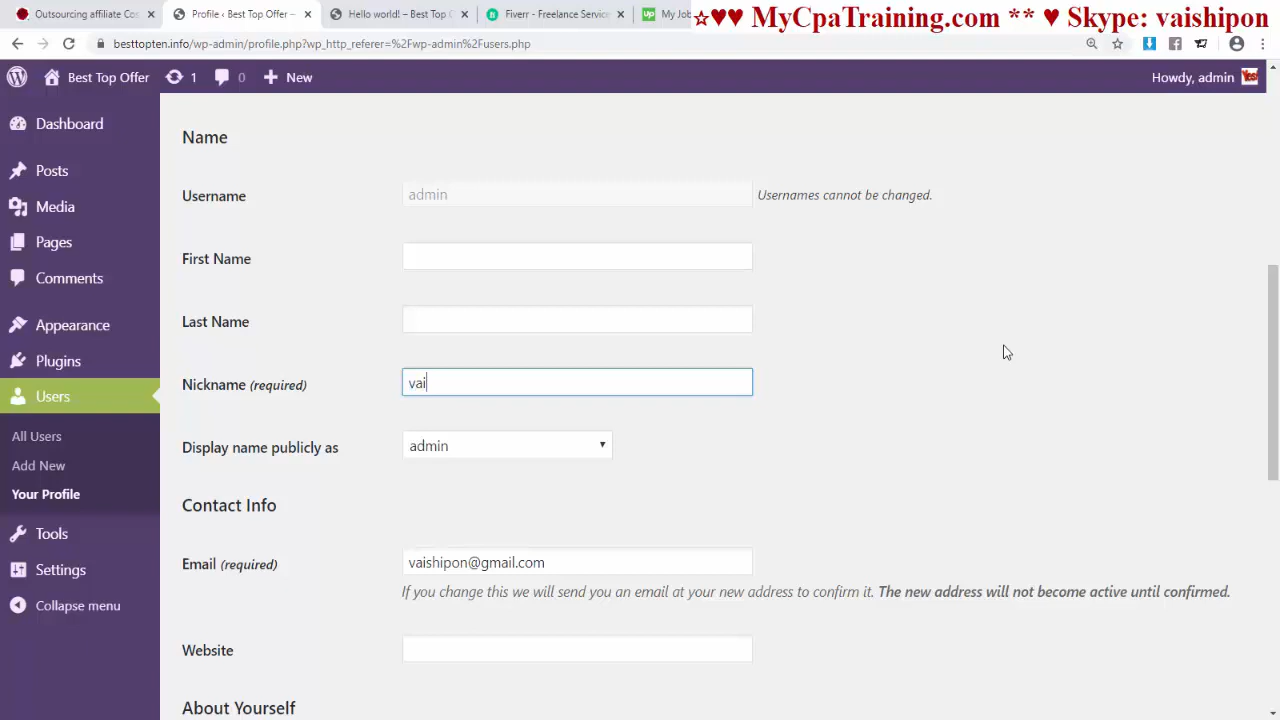 Outsourcing affiliate Cos
Profile ‹ Best Top Offer —
Hello world! – Best Top O
Fiverr - Freelance Service
My Jo
☆♥♥ MyCpaTraining.com ** ♥ Skype: vaishipon
besttopten.info/wp-admin/profile.php?wp_http_referer=%2Fwp-admin%2Fusers.php
Best Top Offer 1 0 New
Howdy, admin
Dashboard
Posts
Media
Pages
Comments
Appearance
Plugins
Users
All Users
Add New
Your Profile
Tools
Settings
Collapse menu
Name
Username admin Usernames cannot be changed.
First Name
Last Name
Nickname (required) vai
Display name publicly as admin
Contact Info
Email (required) vaishipon@gmail.com
If you change this we will send you an email at your new address to confirm it. The new address will not become active until confirmed.
Website
About Yourself